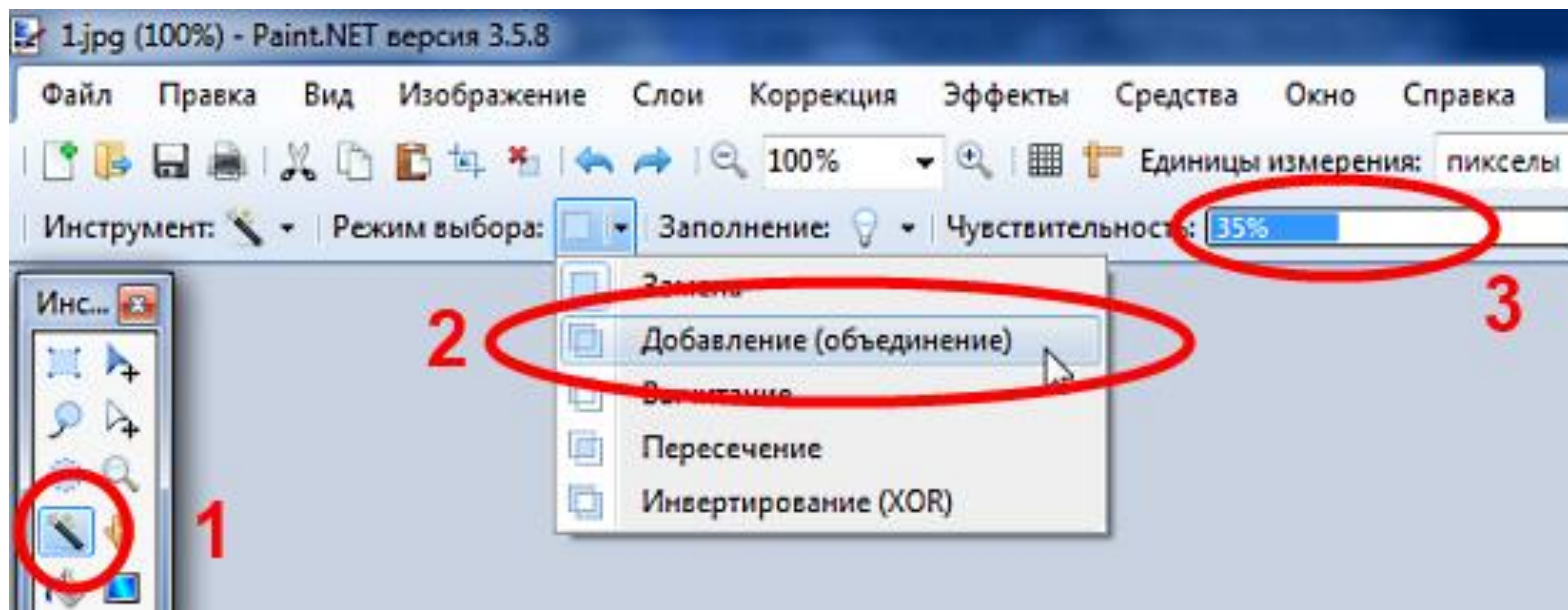 1.jpg (100%) - Paint.NET версия 3.5.8
Файл Правка Вид Изображение Слои Коррекция Эффекты Средства Окно Справка
100% Единицы измерения: пикселы
Инструмент: Режим выбора: Заполнение: Чувствительность: 35%
Инс...
Замена
2 Добавление (объединение) 3
Вычитание
Пересечение
Инвертирование (XOR)
1